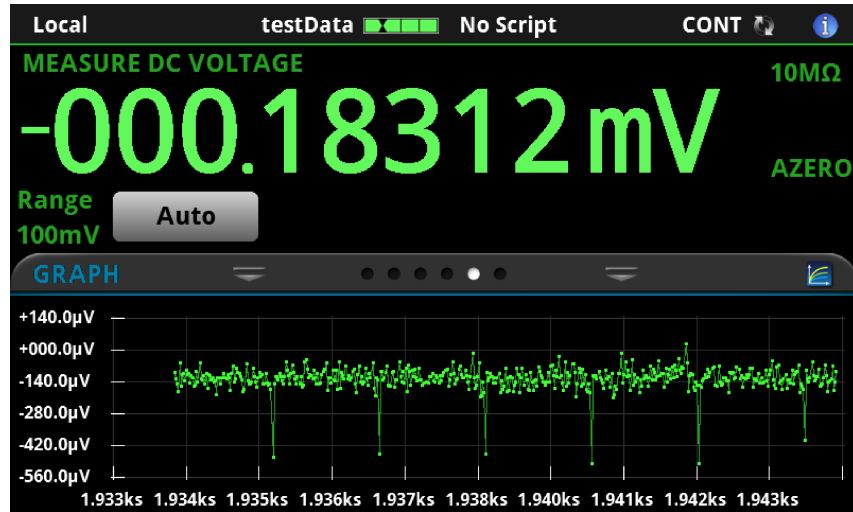 Local testData No Script CONT
MEASURE DC VOLTAGE
10MΩ
-000.18312 mV
AZERO
Range
100mV
Auto
GRAPH
+140.0µV
+000.0µV
-140.0µV
-280.0µV
-420.0µV
-560.0µV
1.933ks 1.934ks 1.935ks 1.936ks 1.937ks 1.938ks 1.940ks 1.941ks 1.942ks 1.943ks